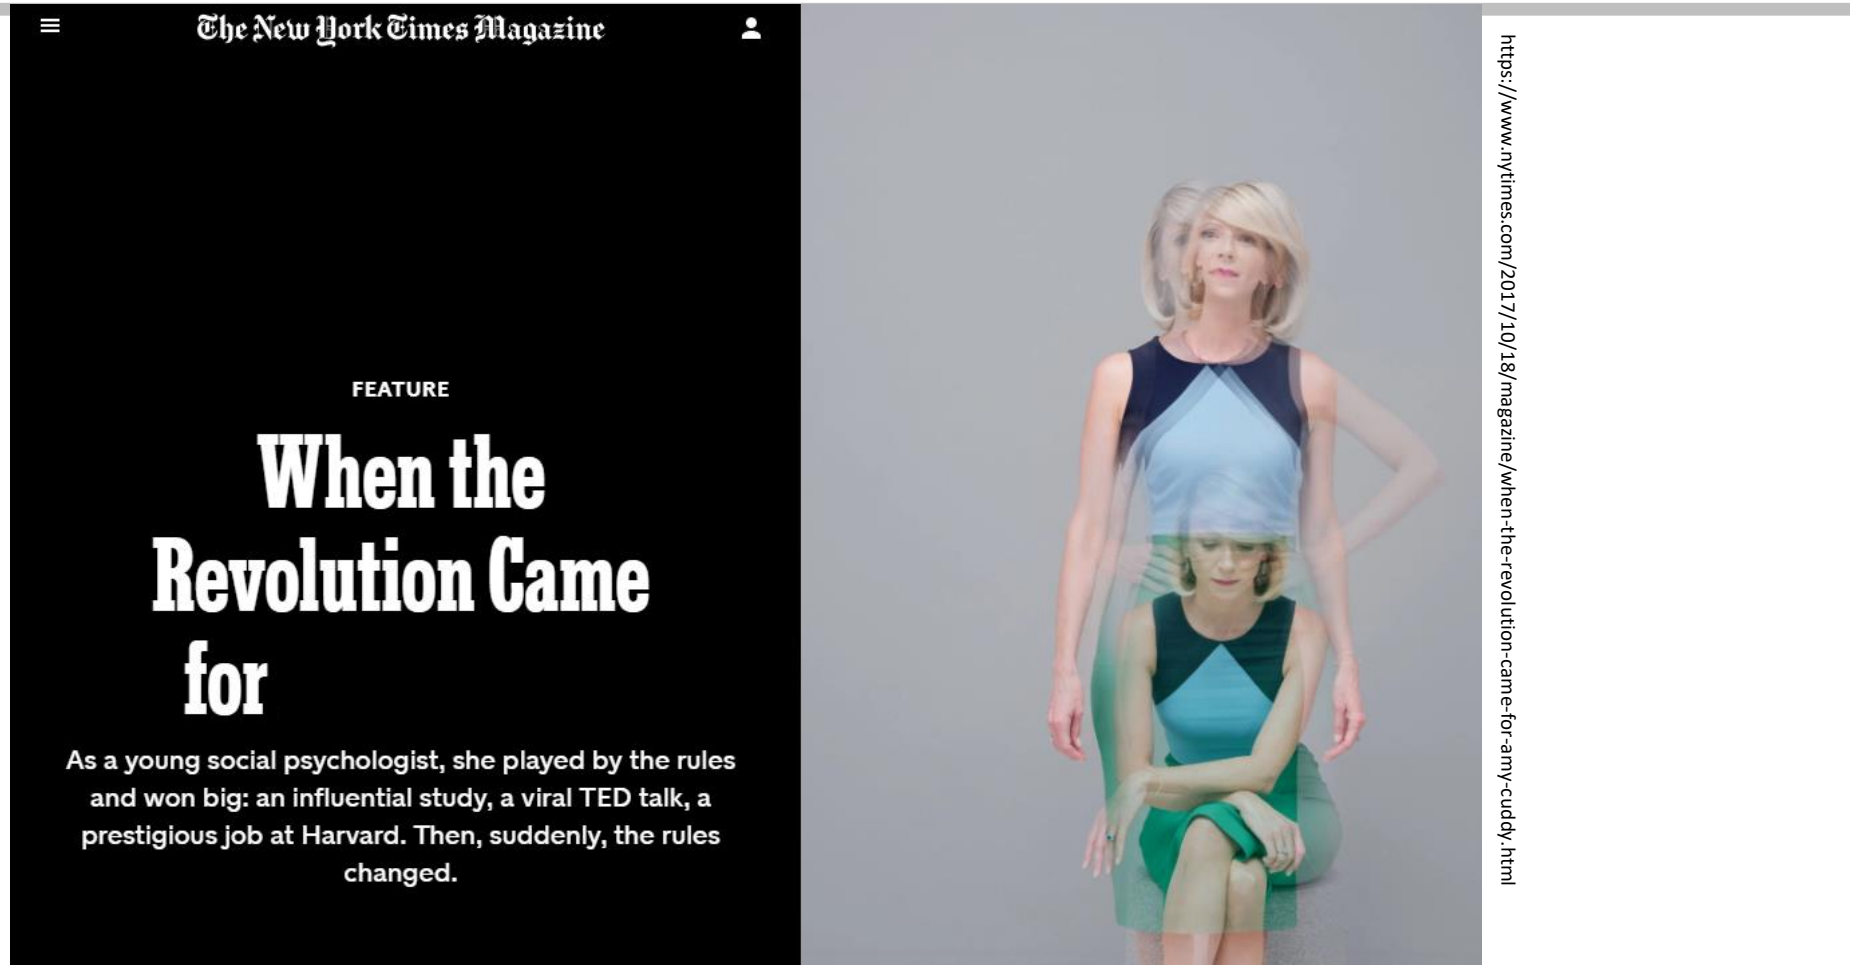 The New York Times Magazine
FEATURE
When the
Revolution Came
for
As a young social psychologist, she played by the rules
and won big: an influential study, a viral TED talk, a
prestigious job at Harvard. Then, suddenly, the rules
changed.
https://www.nytimes.com/2017/10/18/magazine/when-the-revolution-came-for-amy-cuddy.html